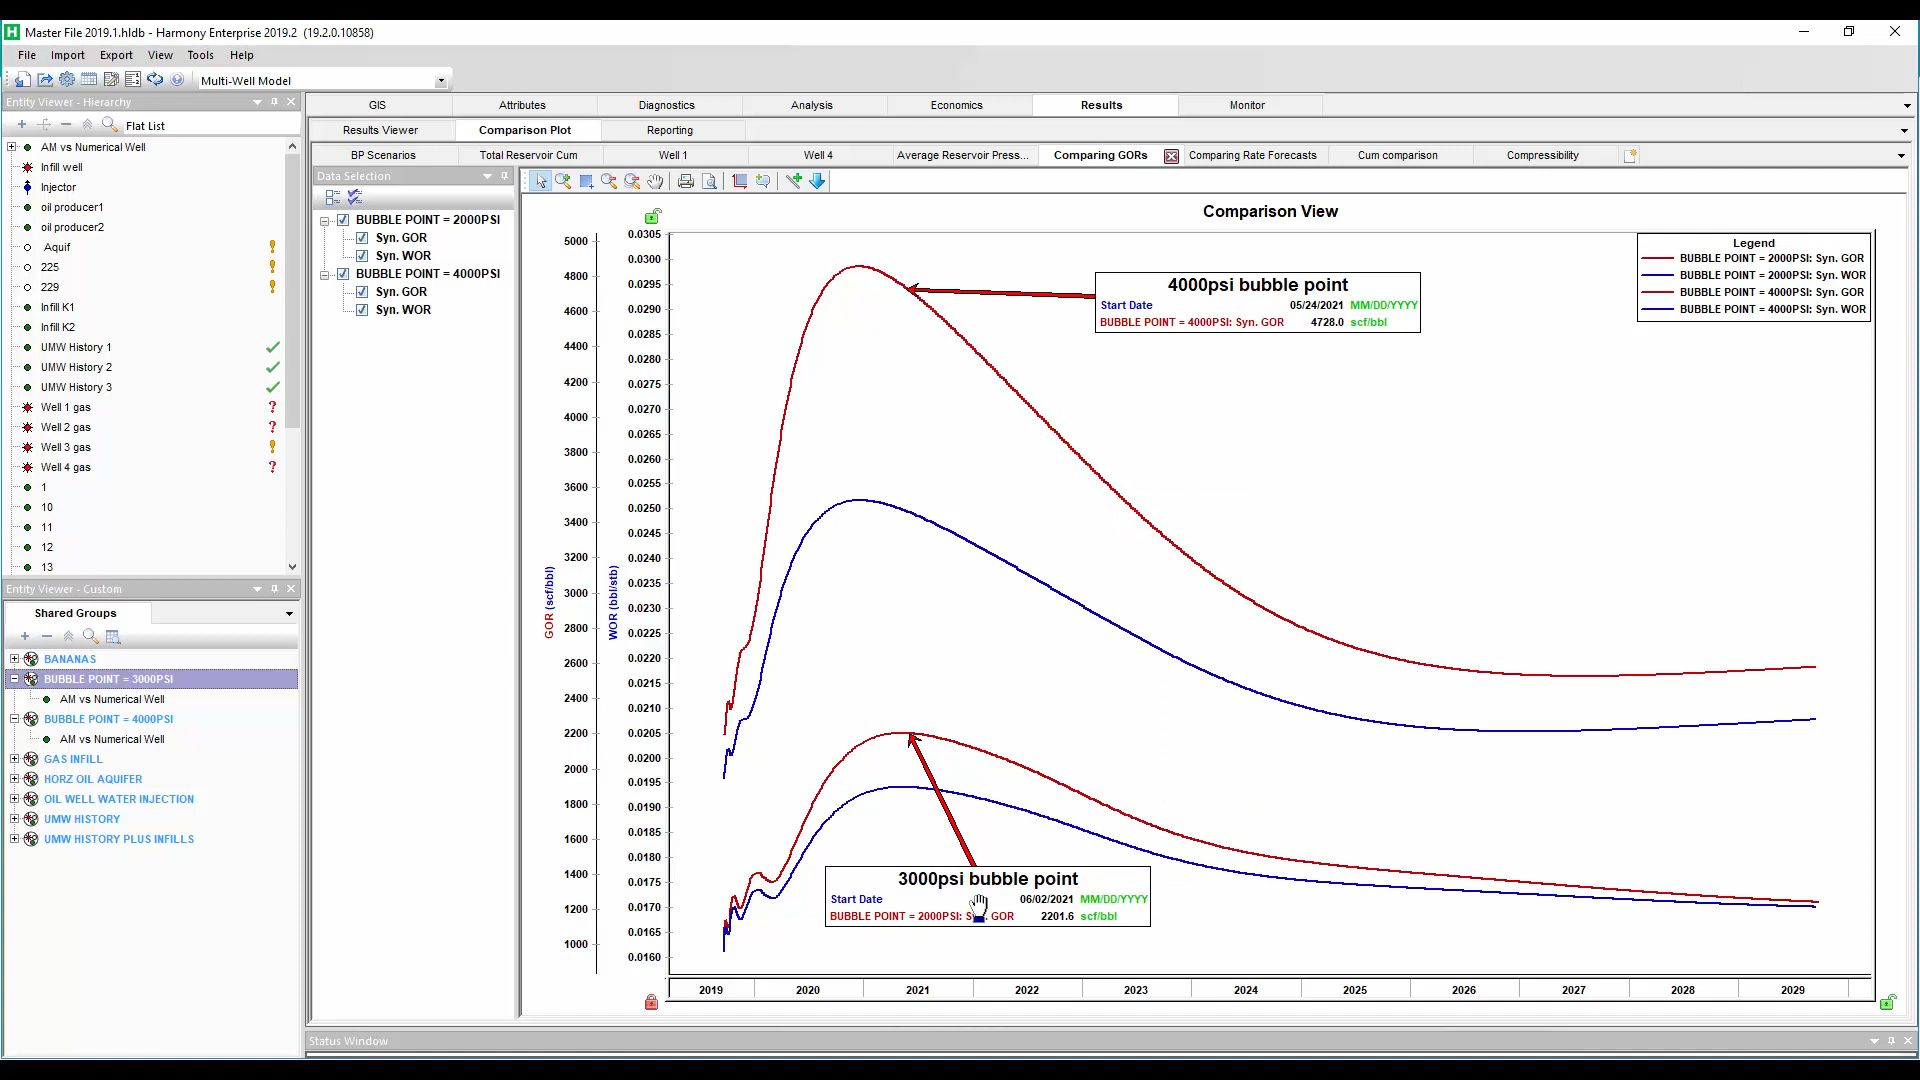 Master File 2019.1.hldb - Harmony Enterprise 2019.2 (19.2.0.10858)
File Import Export View Tools Help
Multi-Well Model
Entity Viewer - Hierarchy
Flat List
AM vs Numerical Well
Infill well
Injector
oil producer1
oil producer2
Aquif
225
229
Infill K1
Infill K2
UMW History 1
UMW History 2
UMW History 3
Well 1 gas
Well 2 gas
Well 3 gas
Well 4 gas
1
10
11
12
13
Entity Viewer - Custom
Shared Groups
BANANAS
BUBBLE POINT = 3000PSI
AM vs Numerical Well
BUBBLE POINT = 4000PSI
AM vs Numerical Well
GAS INFILL
HORZ OIL AQUIFER
OIL WELL WATER INJECTION
UMW HISTORY
UMW HISTORY PLUS INFILLS
GIS Attributes Diagnostics Analysis Economics Results Monitor
Results Viewer Comparison Plot Reporting
BP Scenarios Total Reservoir Cum Well 1 Well 4 Average Reservoir Press... Comparing GORs Comparing Rate Forecasts Cum comparison Compressibility
Data Selection
BUBBLE POINT = 2000PSI
Syn. GOR
Syn. WOR
BUBBLE POINT = 4000PSI
Syn. GOR
Syn. WOR
Comparison View
GOR (scf/bbl)
5000
4800
4600
4400
4200
4000
3800
3600
3400
3200
3000
2800
2600
2400
2200
2000
1800
1600
1400
1200
1000
WOR (bbl/stb)
0.0305
0.0300
0.0295
0.0290
0.0285
0.0280
0.0275
0.0270
0.0265
0.0260
0.0255
0.0250
0.0245
0.0240
0.0235
0.0230
0.0225
0.0220
0.0215
0.0210
0.0205
0.0200
0.0195
0.0190
0.0185
0.0180
0.0175
0.0170
0.0165
0.0160
4000psi bubble point
Start Date 05/24/2021 MM/DD/YYYY
BUBBLE POINT = 4000PSI: Syn. GOR 4728.0 scf/bbl
Legend
BUBBLE POINT = 2000PSI: Syn. GOR
BUBBLE POINT = 2000PSI: Syn. WOR
BUBBLE POINT = 4000PSI: Syn. GOR
BUBBLE POINT = 4000PSI: Syn. WOR
3000psi bubble point
Start Date 06/02/2021 MM/DD/YYYY
BUBBLE POINT = 2000PSI: Syn. GOR 2201.6 scf/bbl
2019 2020 2021 2022 2023 2024 2025 2026 2027 2028 2029
Status Window